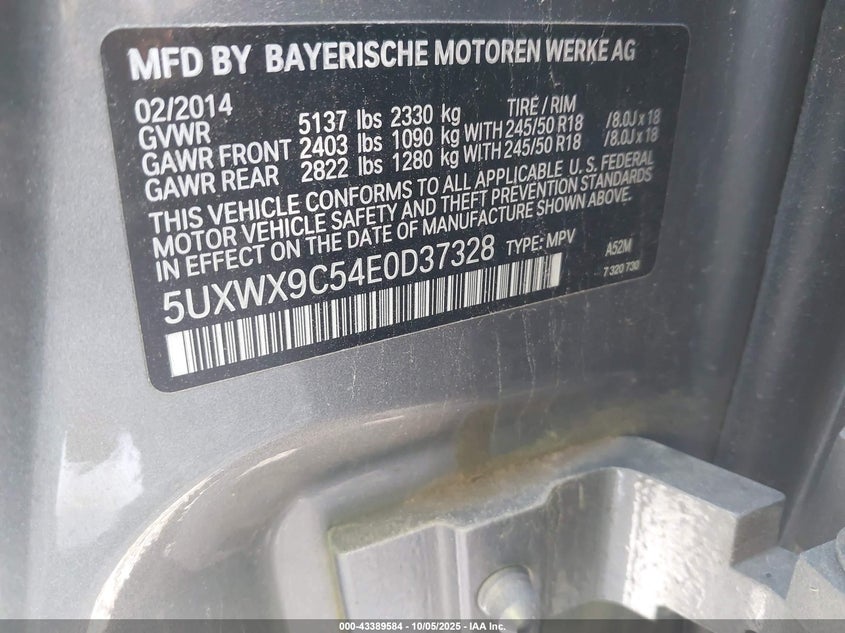 MFD BY BAYERISCHE MOTOREN WERKE AG
02/2014 TIRE / RIM
GVWR 5137 lbs 2330 kg
GAWR FRONT 2403 lbs 1090 kg WITH 245/50 R18 /8.0J x 18
GAWR REAR 2822 lbs 1280 kg WITH 245/50 R18 /8.0J x 18
THIS VEHICLE CONFORMS TO ALL APPLICABLE U.S. FEDERAL
MOTOR VEHICLE SAFETY AND THEFT PREVENTION STANDARDS
IN EFFECT ON THE DATE OF MANUFACTURE SHOWN ABOVE.
5UXWX9C54E0D37328 TYPE: MPV A52M
7 320 730
000-43389584 - 10/05/2025 - IAA Inc.